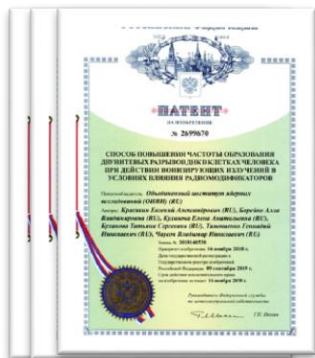 ПАТЕНТ
НА ИЗОБРЕТЕНИЕ
№ 2699670
СПОСОБ ПОВЫШЕНИЯ ЧАСТОТЫ ОБРАЗОВАНИЯ
ДВУНИТЕВЫХ РАЗРЫВОВ ДНК В КЛЕТКАХ ЧЕЛОВЕКА
ПРИ ДЕЙСТВИИ ИОНИЗИРУЮЩИХ ИЗЛУЧЕНИЙ В
УСЛОВИЯХ ВЛИЯНИЯ РАДИОМОДИФИКАТОРОВ
Патентообладатель: Объединенный институт ядерных
исследований (ОИЯИ) (RU)
Авторы: Красавин Евгений Александрович (RU), Борейко Алла
Владимировна (RU), Куликова Елена Анатольевна (RU),
Татьяна Сергеевна (RU), Тимошенко Геннадий
Николаевич (RU), Чаусов Владимир Николаевич (RU)
Заявка № 2018140536
Приоритет изобретения 16 ноября 2018 г.
Дата государственной регистрации в
Государственном реестре изобретений
Российской Федерации 09 сентября 2019 г.
Срок действия исключительного права
на изобретение истекает 16 ноября 2038 г.
Руководитель Федеральной службы
по интеллектуальной собственности
Г.П. Ивлиев